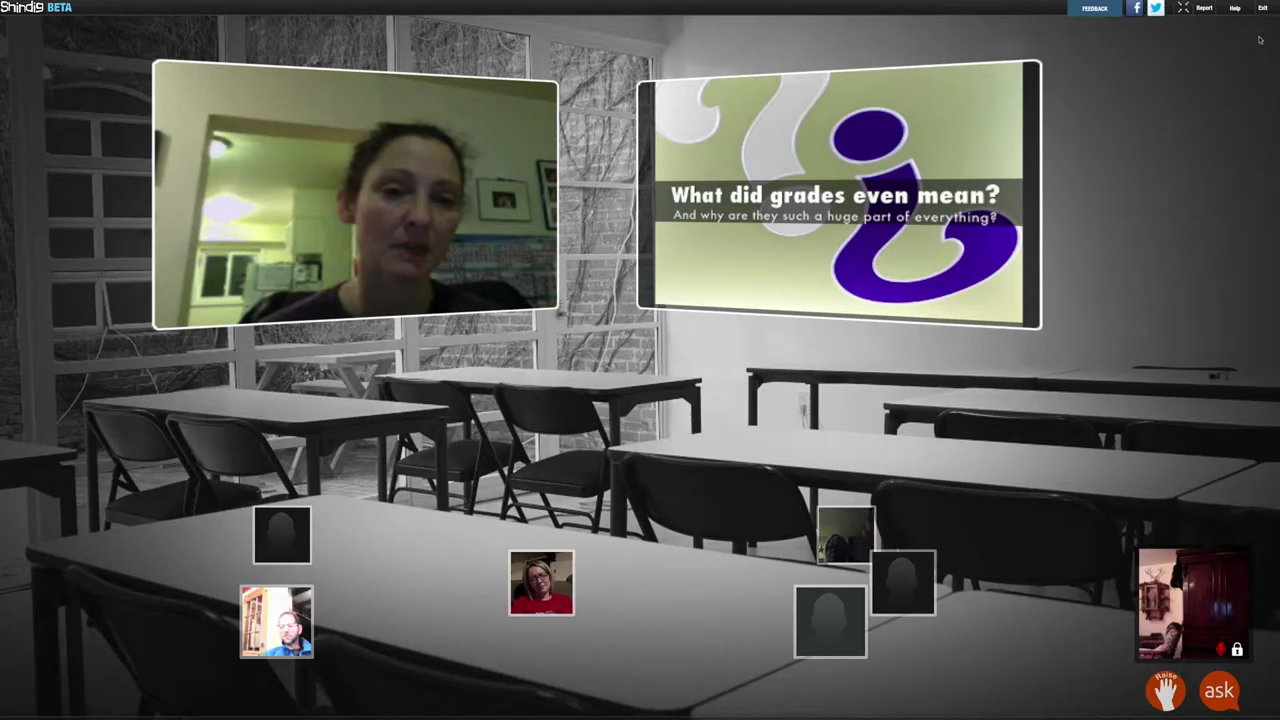 Shindig BETA
FEEDBACK
Report
Help
Exit
What did grades even mean?
And why are they such a huge part of everything?
Raise
ask